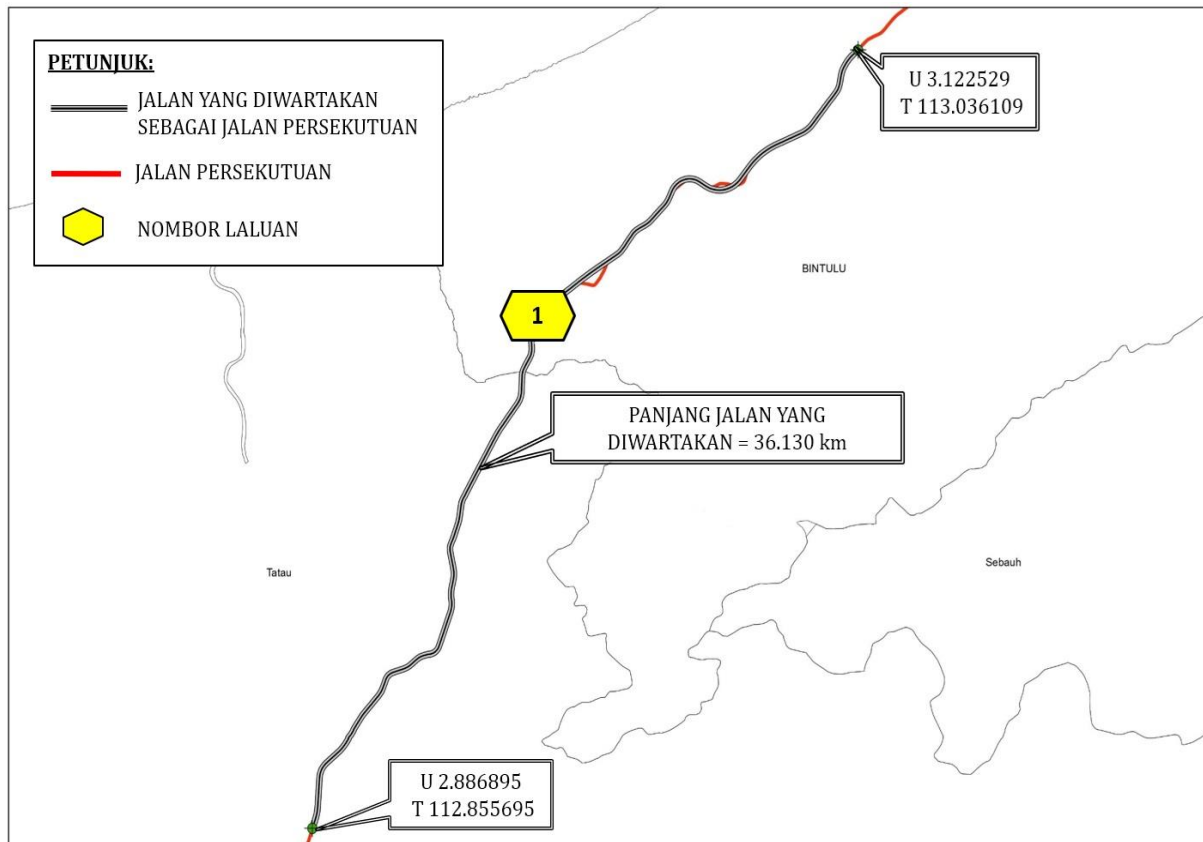 PETUNJUK:
JALAN YANG DIWARTAKAN
SEBAGAI JALAN PERSEKUTUAN
JALAN PERSEKUTUAN
NOMBOR LALUAN
U 3.122529
T 113.036109
BINTULU
1
PANJANG JALAN YANG
DIWARTAKAN = 36.130 km
Sebauh
Tatau
U 2.886895
T 112.855695